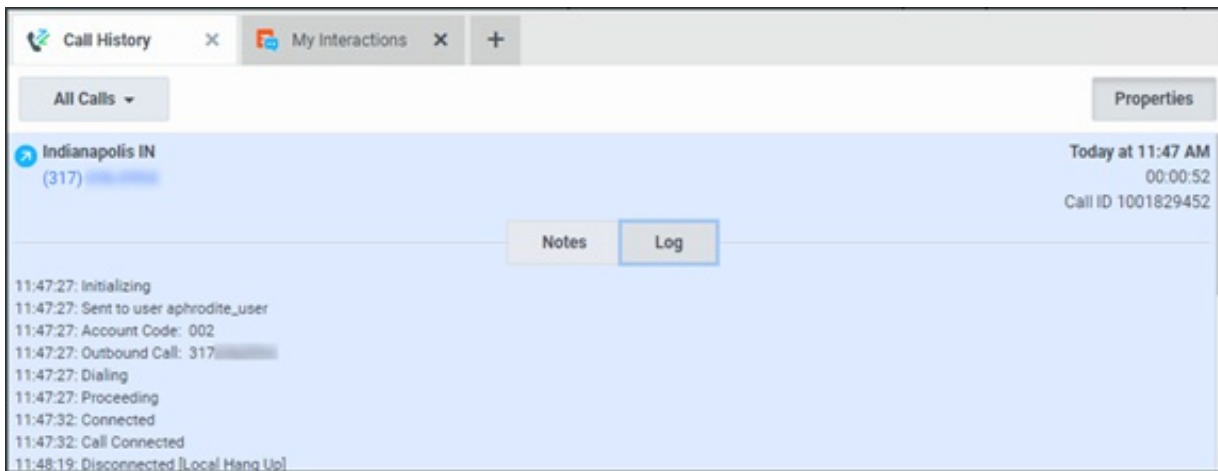 Call History
My Interactions
All Calls
Properties
Indianapolis IN
Today at 11:47 AM
(317)
00:00:52
Call ID 1001829452
Notes
Log
11:47:27: Initializing
11:47:27: Sent to user aphrodite_user
11:47:27: Account Code: 002
11:47:27: Outbound Call: 317
11:47:27: Dialing
11:47:27: Proceeding
11:47:32: Connected
11:47:32: Call Connected
11:48:19: Disconnected [Local Hang Up]